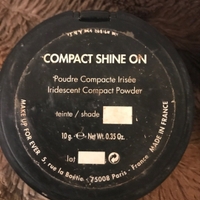 COMPACT SHINE ON
Poudre Compacte Irisée
Iridescent Compact Powder
teinte / shade
10 g. e Net Wt. 0.35 Oz.
lot
MAKE UP FOR EVER - 5, rue la Boétie - 75008 Paris - France
MADE IN FRANCE